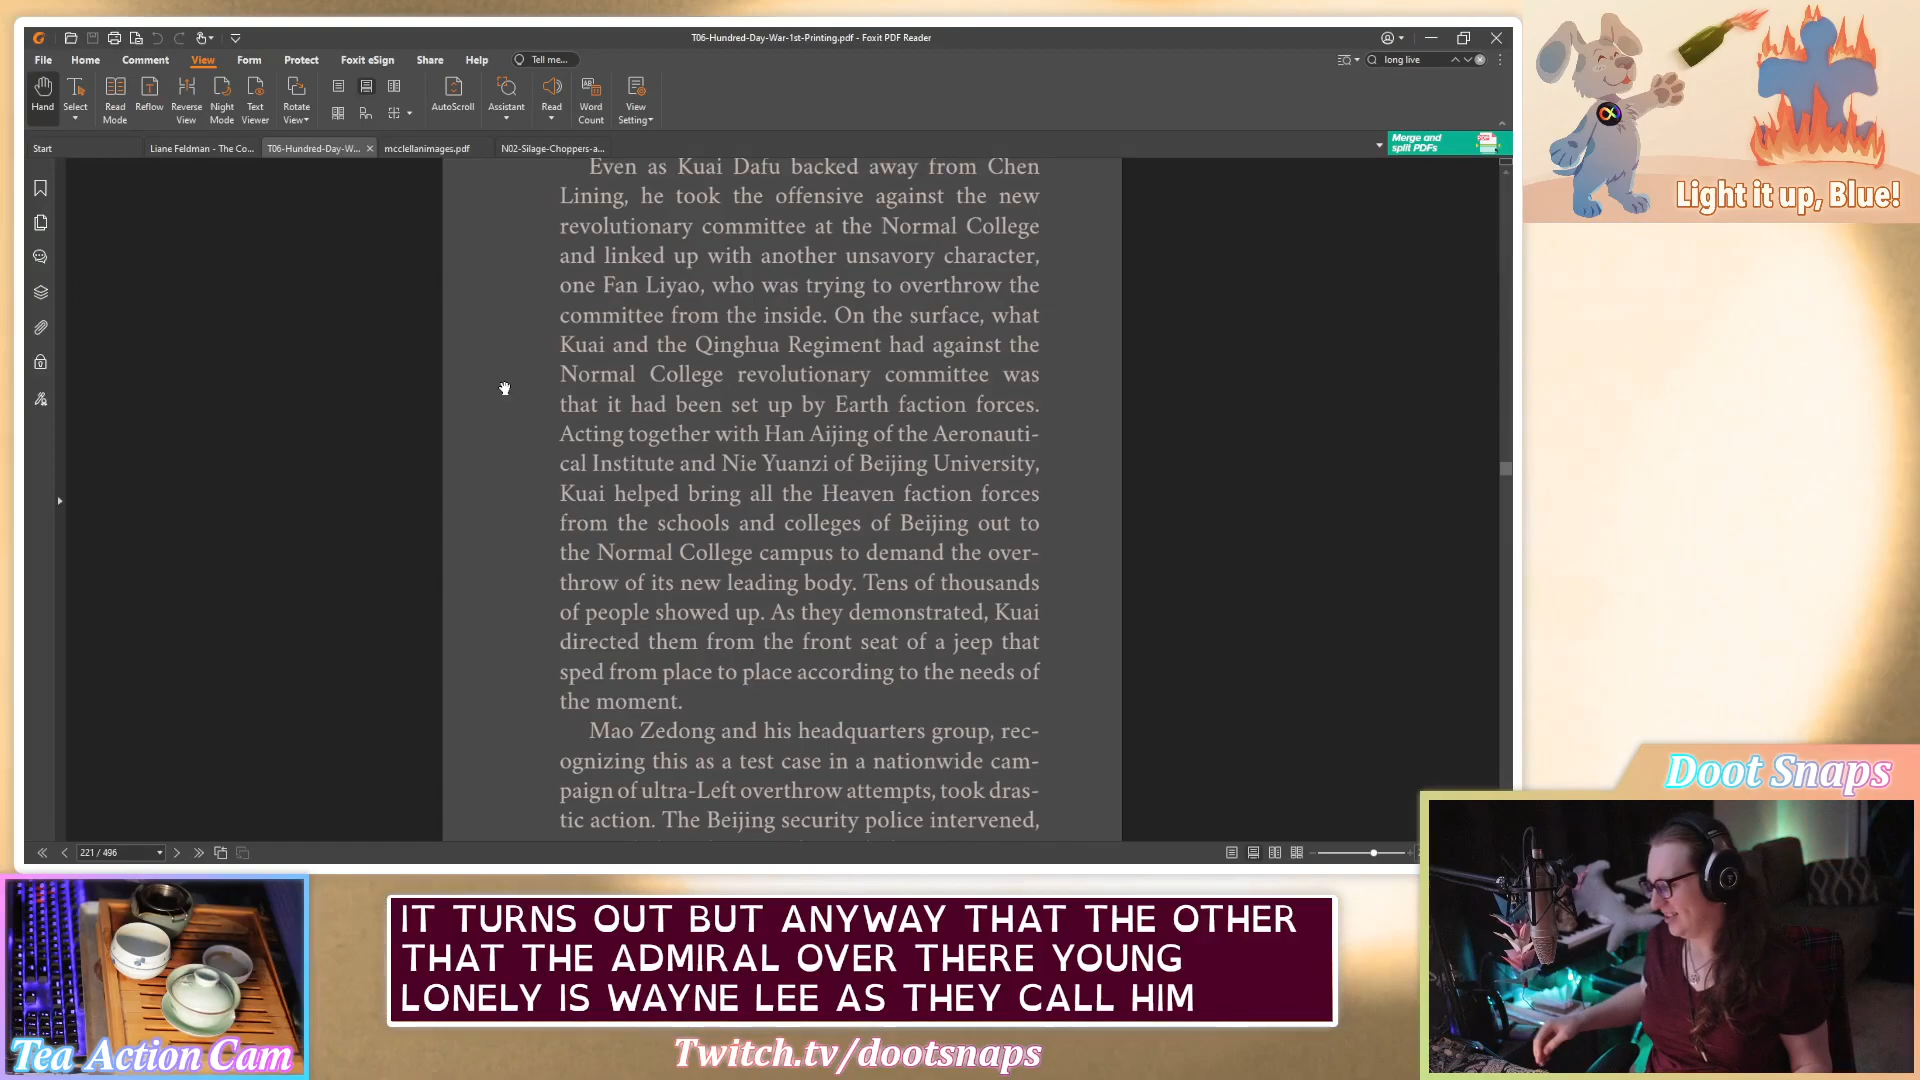 T06-Hundred-Day-War-1st-Printing.pdf - Foxit PDF Reader
File Home Comment View Form Protect Foxit eSign Share Help Tell me... long live
Hand Select Read Mode Reflow Reverse View Night Mode Text Viewer Rotate View AutoScroll Assistant Read Word Count View Setting
Start Liane Feldman - The Co... T06-Hundred-Day-W... mcclellanimages.pdf N02-Silage-Choppers-a...
Merge and
split PDFs
Even as Kuai Dafu backed away from Chen
Lining, he took the offensive against the new
revolutionary committee at the Normal College
and linked up with another unsavory character,
one Fan Liyao, who was trying to overthrow the
committee from the inside. On the surface, what
Kuai and the Qinghua Regiment had against the
Normal College revolutionary committee was
that it had been set up by Earth faction forces.
Acting together with Han Aijing of the Aeronauti-
cal Institute and Nie Yuanzi of Beijing University,
Kuai helped bring all the Heaven faction forces
from the schools and colleges of Beijing out to
the Normal College campus to demand the over-
throw of its new leading body. Tens of thousands
of people showed up. As they demonstrated, Kuai
directed them from the front seat of a jeep that
sped from place to place according to the needs of
the moment.
Mao Zedong and his headquarters group, rec-
ognizing this as a test case in a nationwide cam-
paign of ultra-Left overthrow attempts, took dras-
tic action. The Beijing security police intervened,
221 / 496
Light it up, Blue!
Doot Snaps
Tea Action Cam
IT TURNS OUT BUT ANYWAY THAT THE OTHER
THAT THE ADMIRAL OVER THERE YOUNG
LONELY IS WAYNE LEE AS THEY CALL HIM
Twitch.tv/dootsnaps